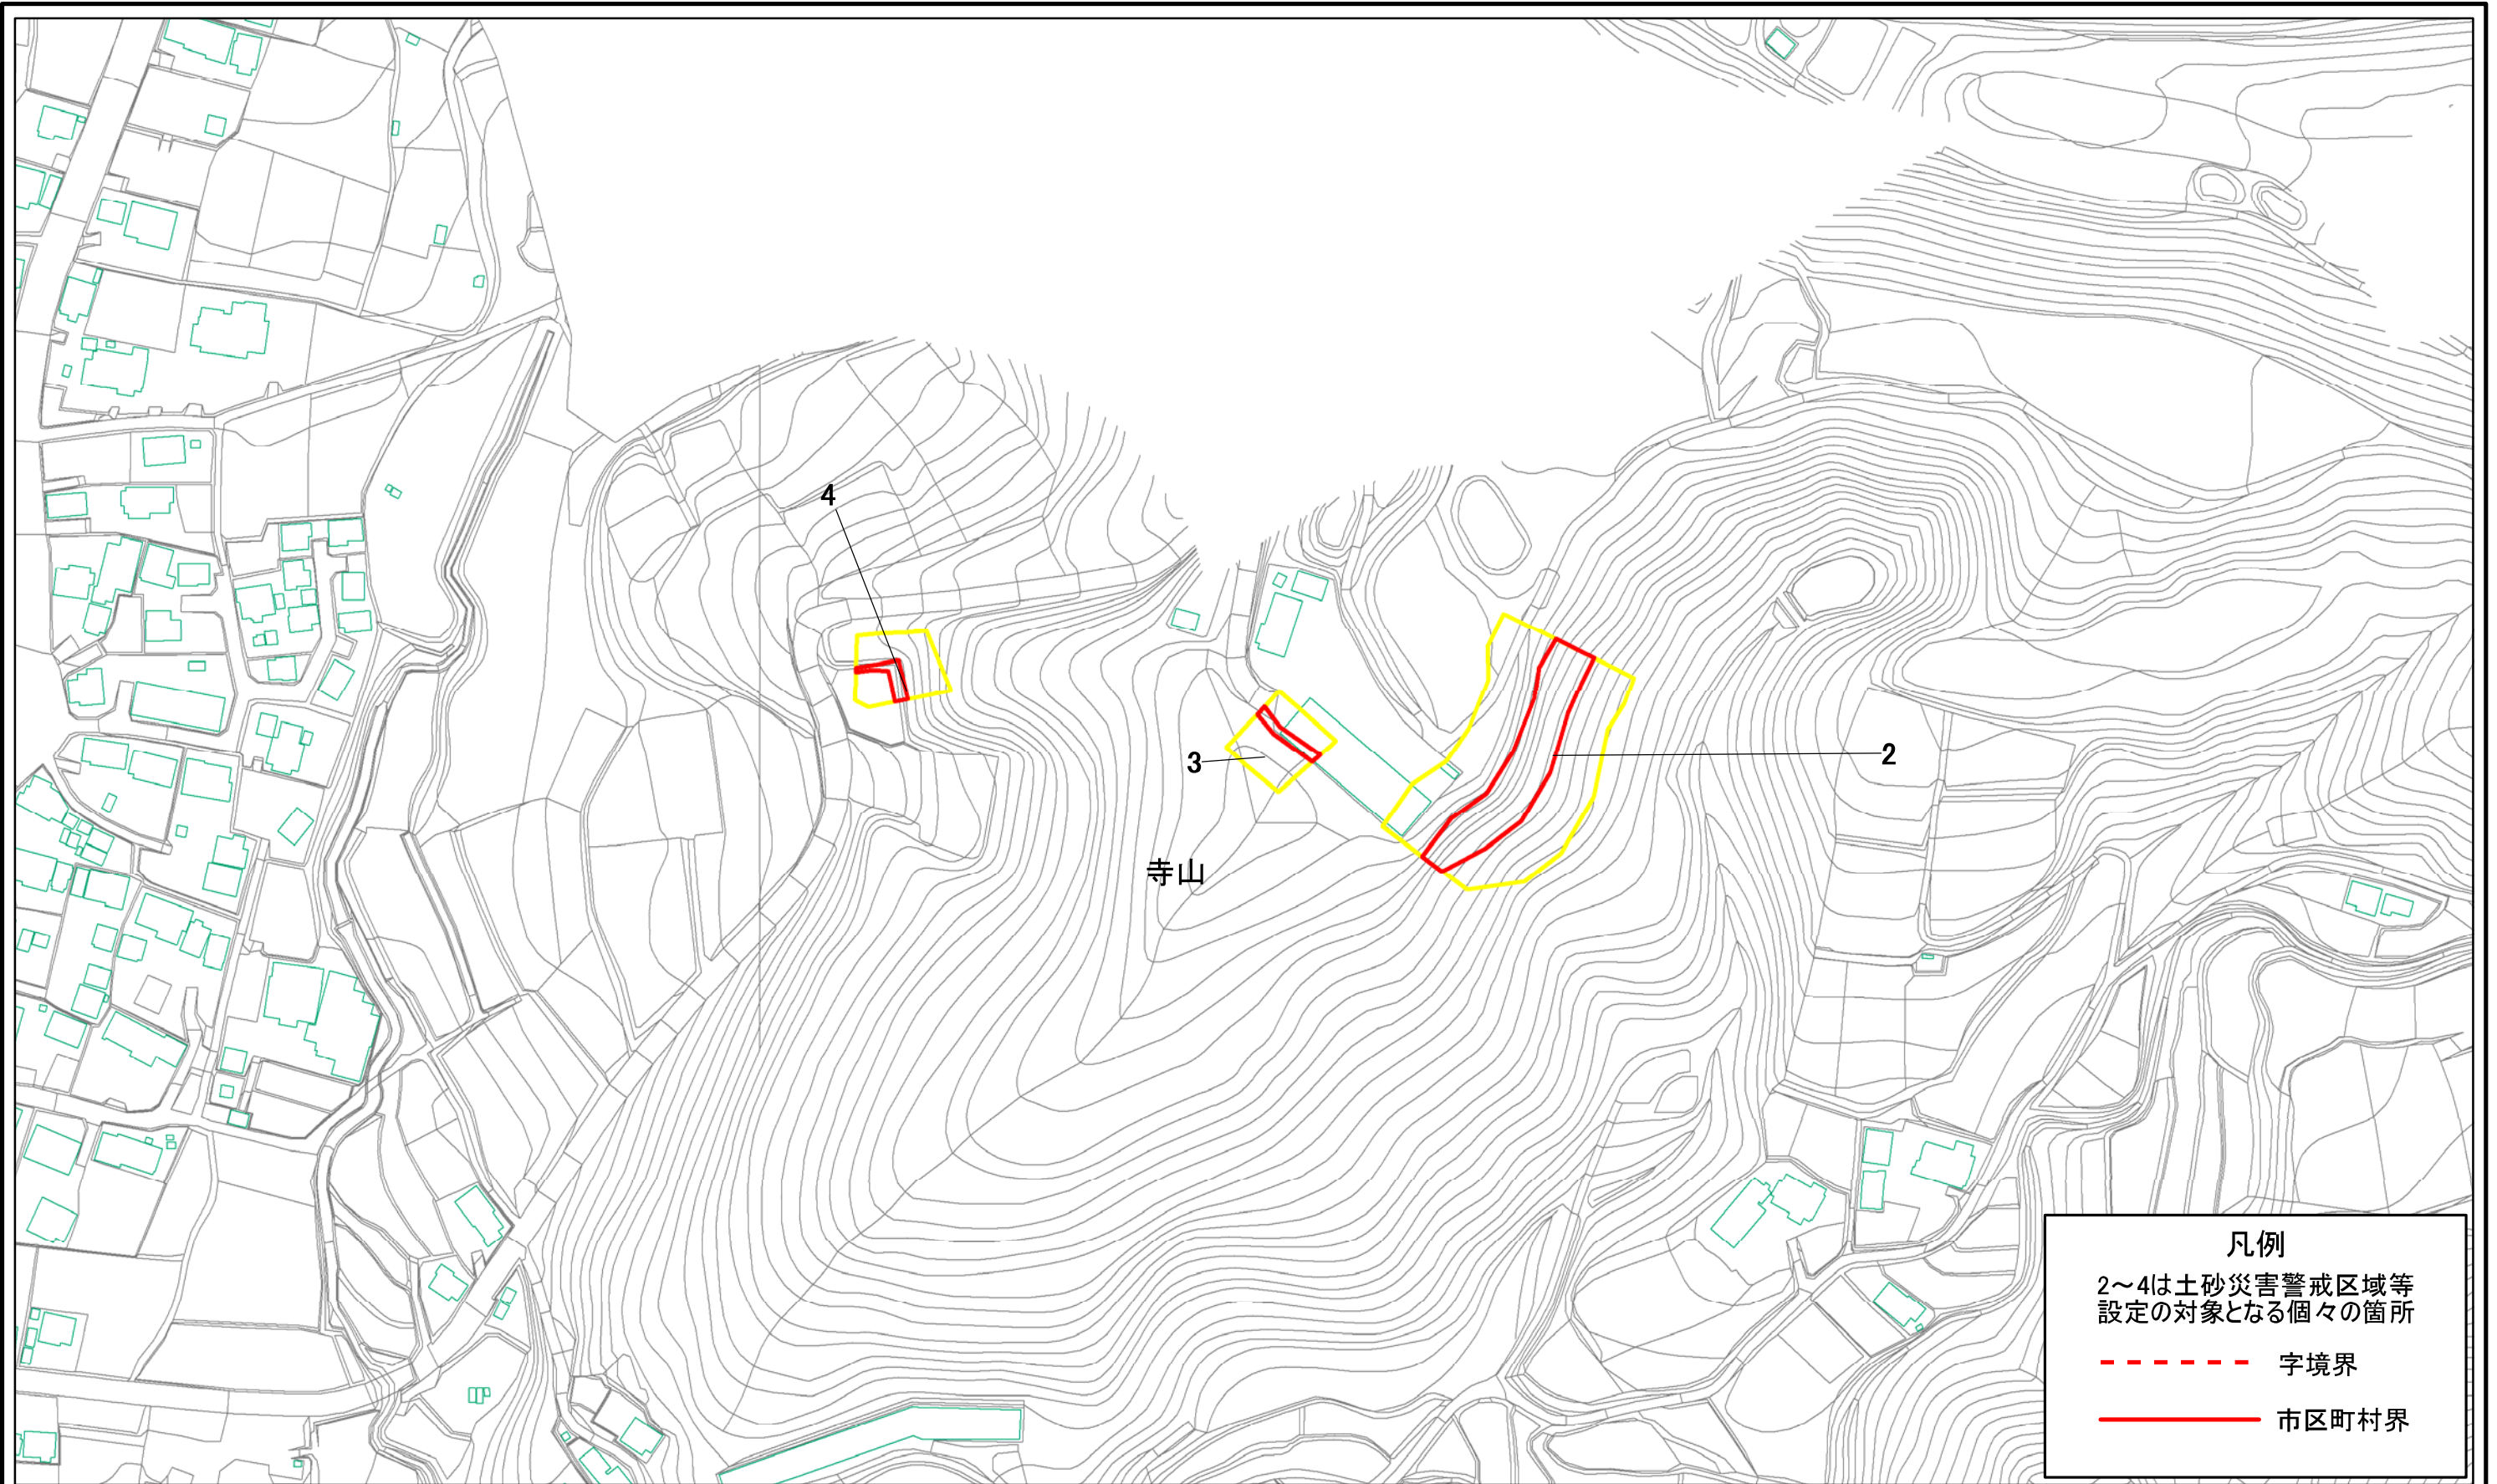 4
2
3
寺山
凡例
2～4は土砂災害警戒区域等
設定の対象となる個々の箇所
字境界
市区町村界